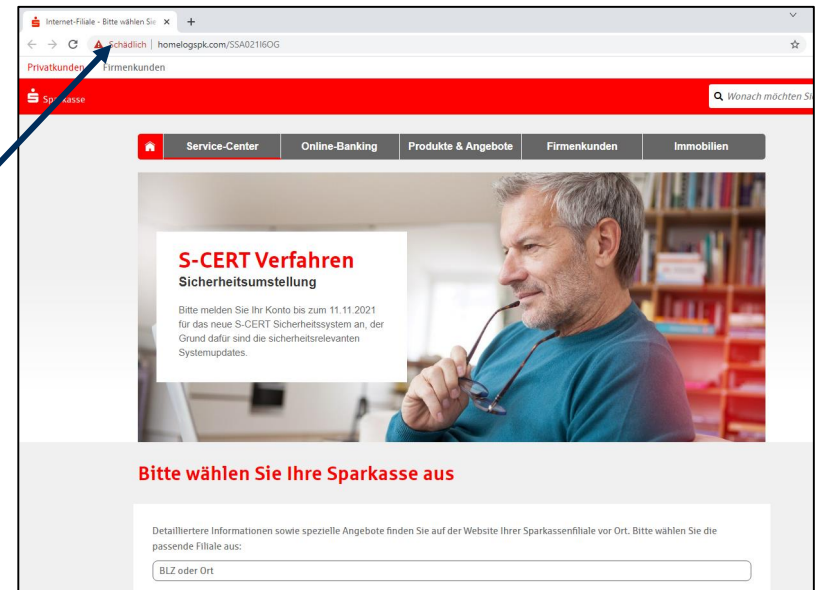 Internet-Filiale - Bitte wählen Sie
Schädlich | homelogspk.com/SSA021I6OG
Privatkunden Firmenkunden
Sparkasse
Wonach möchten Sie
Service-Center Online-Banking Produkte & Angebote Firmenkunden Immobilien
S-CERT Verfahren
Sicherheitsumstellung
Bitte melden Sie Ihr Konto bis zum 11.11.2021
für das neue S-CERT Sicherheitssystem an, der
Grund dafür sind die sicherheitsrelevanten
Systemupdates.
Bitte wählen Sie Ihre Sparkasse aus
Detailliertere Informationen sowie spezielle Angebote finden Sie auf der Website Ihrer Sparkassenfiliale vor Ort. Bitte wählen Sie die
passende Filiale aus:
BLZ oder Ort